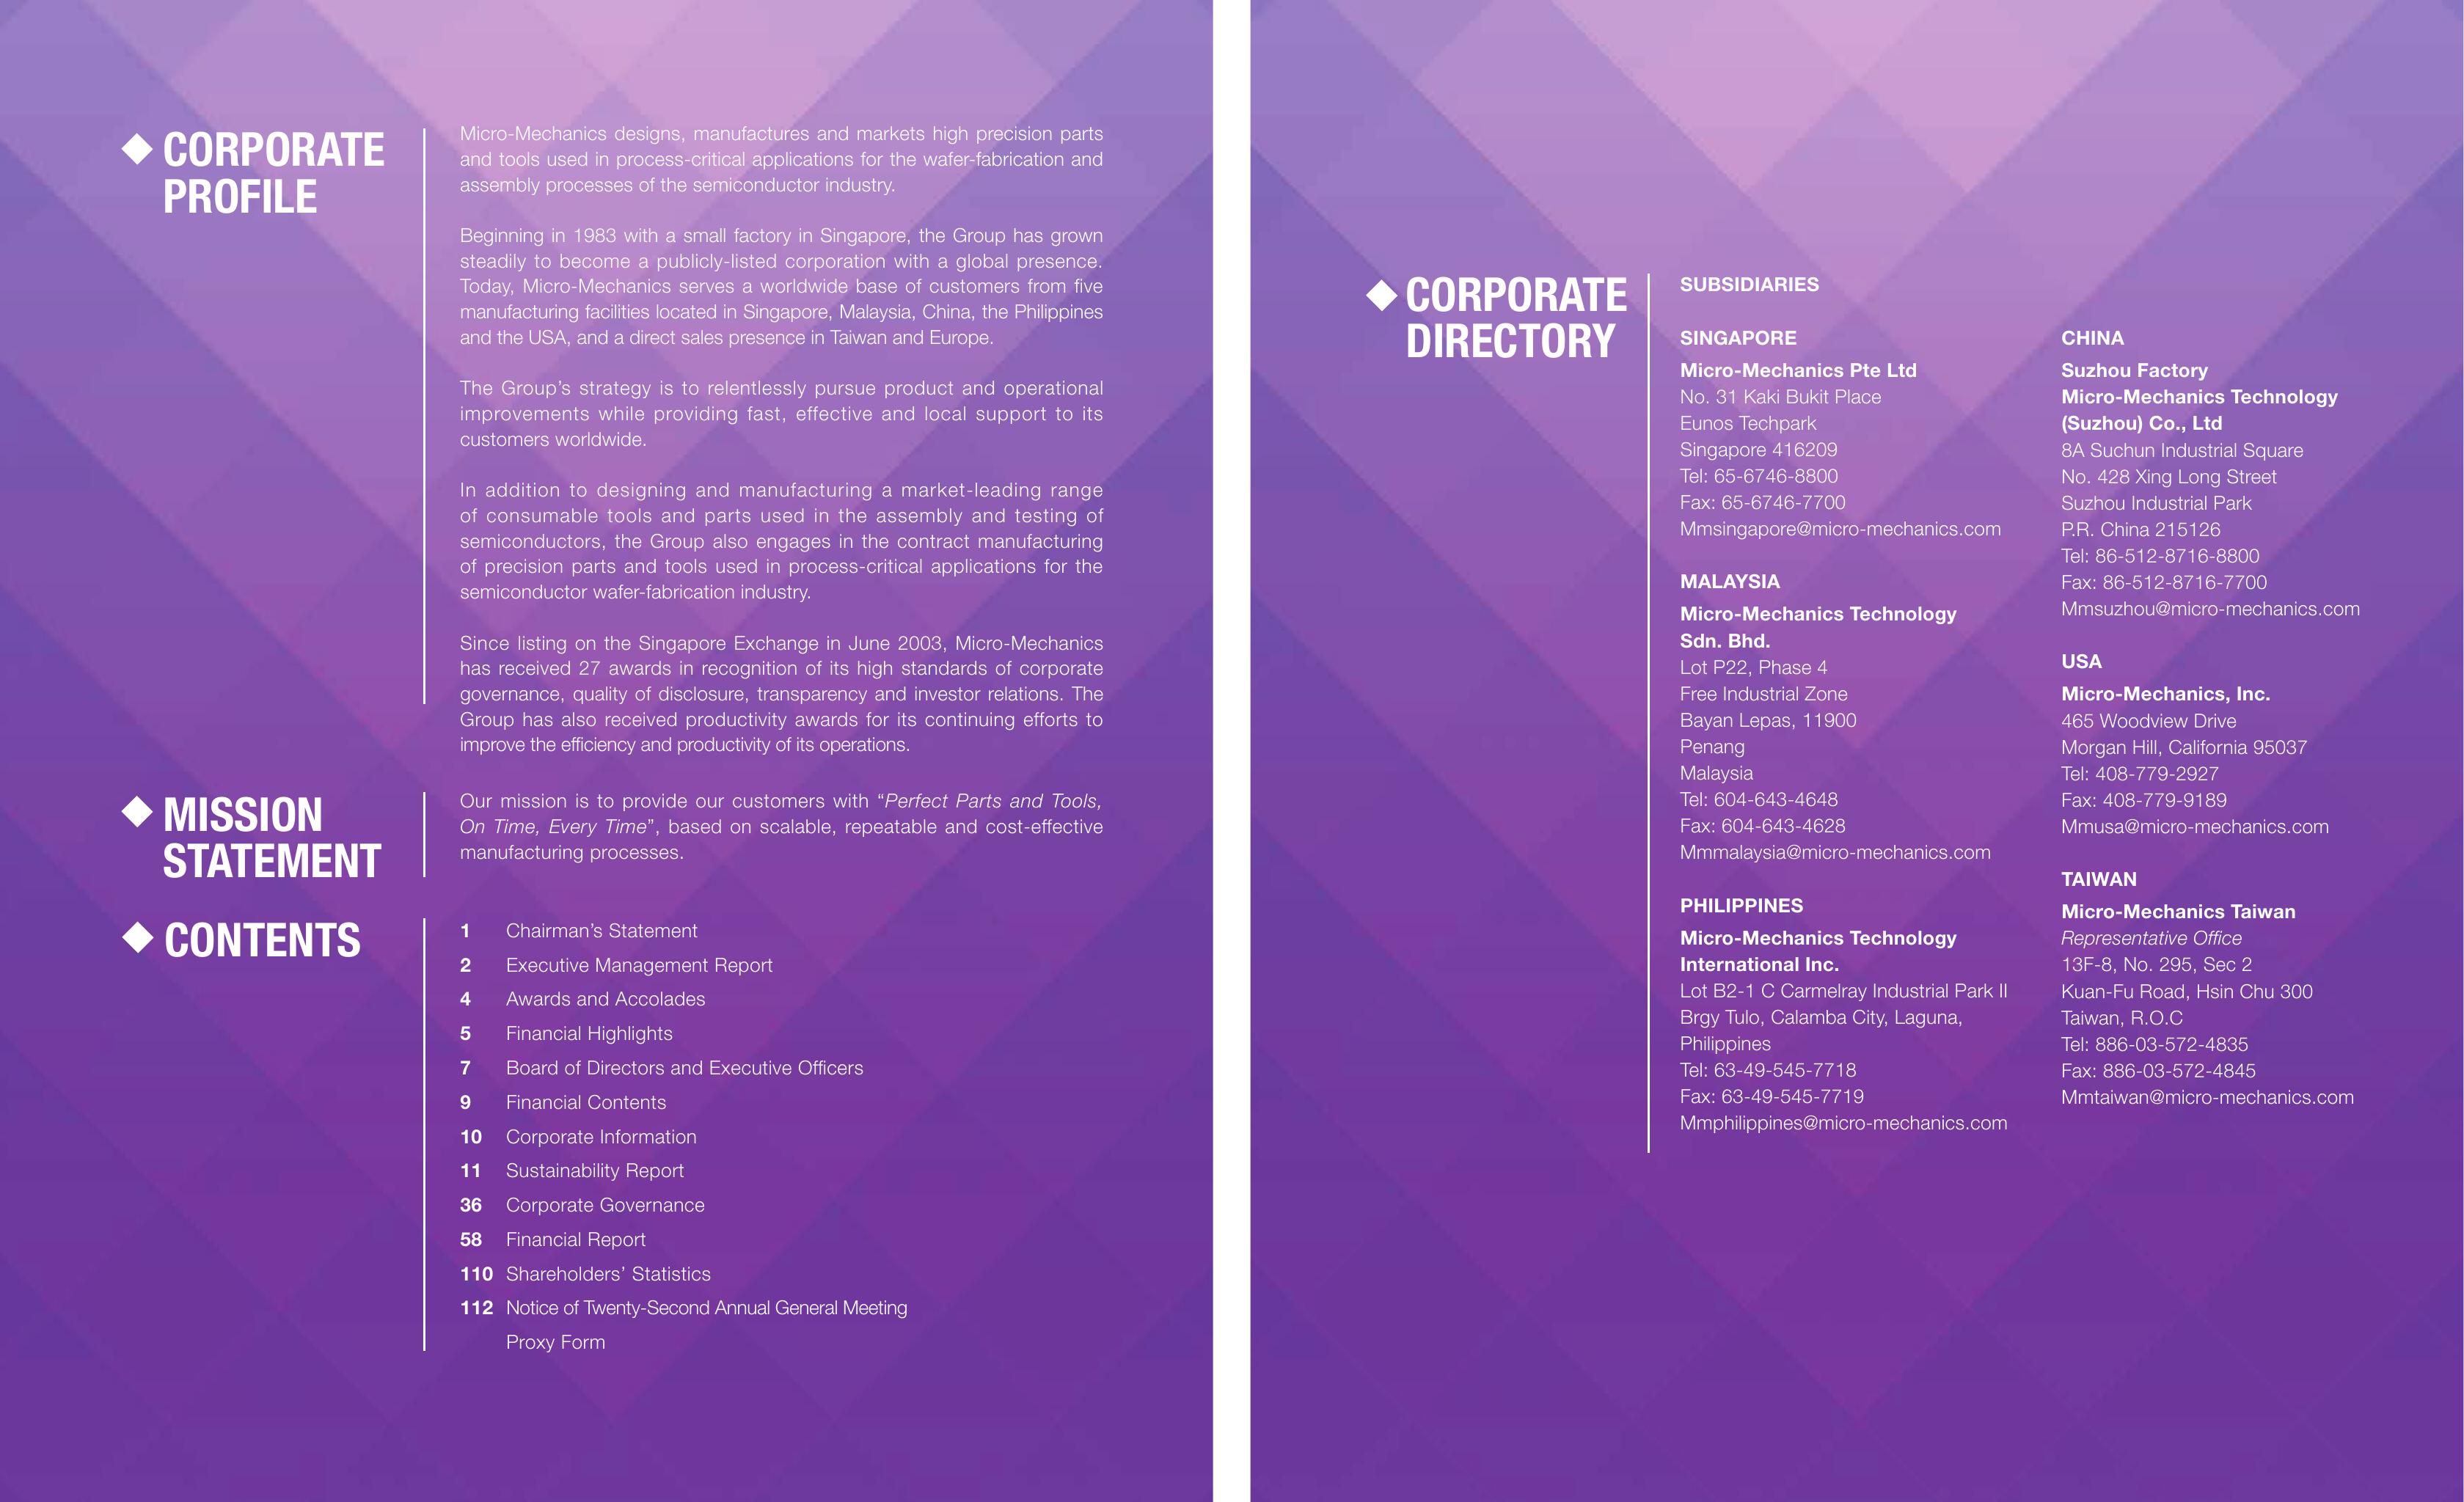 CORPORATE
PROFILE
Micro-Mechanics designs, manufactures and markets high precision parts
and tools used in process-critical applications for the wafer-fabrication and
assembly processes of the semiconductor industry.
Beginning in 1983 with a small factory in Singapore, the Group has grown
steadily to become a publicly-listed corporation with a global presence.
Today, Micro-Mechanics serves a worldwide base of customers from five
manufacturing facilities located in Singapore, Malaysia, China, the Philippines
and the USA, and a direct sales presence in Taiwan and Europe.
The Group’s strategy is to relentlessly pursue product and operational
improvements while providing fast, effective and local support to its
customers worldwide.
In addition to designing and manufacturing a market-leading range
of consumable tools and parts used in the assembly and testing of
semiconductors, the Group also engages in the contract manufacturing
of precision parts and tools used in process-critical applications for the
semiconductor wafer-fabrication industry.
Since listing on the Singapore Exchange in June 2003, Micro-Mechanics
has received 27 awards in recognition of its high standards of corporate
governance, quality of disclosure, transparency and investor relations. The
Group has also received productivity awards for its continuing efforts to
improve the efficiency and productivity of its operations.
MISSION
STATEMENT
Our mission is to provide our customers with “Perfect Parts and Tools,
On Time, Every Time”, based on scalable, repeatable and cost-effective
manufacturing processes.
CONTENTS
1 Chairman’s Statement
2 Executive Management Report
4 Awards and Accolades
5 Financial Highlights
7 Board of Directors and Executive Officers
9 Financial Contents
10 Corporate Information
11 Sustainability Report
36 Corporate Governance
58 Financial Report
110 Shareholders’ Statistics
112 Notice of Twenty-Second Annual General Meeting
Proxy Form
CORPORATE
DIRECTORY
SUBSIDIARIES
SINGAPORE
Micro-Mechanics Pte Ltd
No. 31 Kaki Bukit Place
Eunos Techpark
Singapore 416209
Tel: 65-6746-8800
Fax: 65-6746-7700
Mmsingapore@micro-mechanics.com
MALAYSIA
Micro-Mechanics Technology
Sdn. Bhd.
Lot P22, Phase 4
Free Industrial Zone
Bayan Lepas, 11900
Penang
Malaysia
Tel: 604-643-4648
Fax: 604-643-4628
Mmmalaysia@micro-mechanics.com
PHILIPPINES
Micro-Mechanics Technology
International Inc.
Lot B2-1 C Carmelray Industrial Park II
Brgy Tulo, Calamba City, Laguna,
Philippines
Tel: 63-49-545-7718
Fax: 63-49-545-7719
Mmphilippines@micro-mechanics.com
CHINA
Suzhou Factory
Micro-Mechanics Technology
(Suzhou) Co., Ltd
8A Suchun Industrial Square
No. 428 Xing Long Street
Suzhou Industrial Park
P.R. China 215126
Tel: 86-512-8716-8800
Fax: 86-512-8716-7700
Mmsuzhou@micro-mechanics.com
USA
Micro-Mechanics, Inc.
465 Woodview Drive
Morgan Hill, California 95037
Tel: 408-779-2927
Fax: 408-779-9189
Mmusa@micro-mechanics.com
TAIWAN
Micro-Mechanics Taiwan
Representative Office
13F-8, No. 295, Sec 2
Kuan-Fu Road, Hsin Chu 300
Taiwan, R.O.C
Tel: 886-03-572-4835
Fax: 886-03-572-4845
Mmtaiwan@micro-mechanics.com